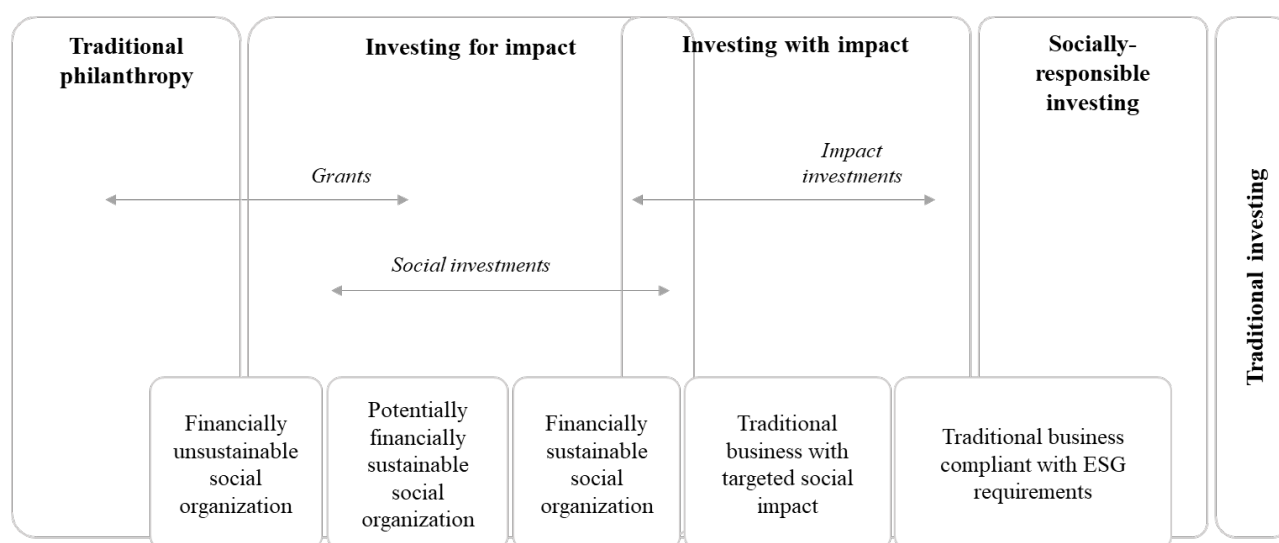 Traditional
philanthropy
Investing for impact
Investing with impact
Socially-
responsible
investing
Traditional investing
Grants
Impact
investments
Social investments
Financially
unsustainable
social
organization
Potentially
financially
sustainable
social
organization
Financially
sustainable
social
organization
Traditional
business with
targeted social
impact
Traditional business
compliant with ESG
requirements